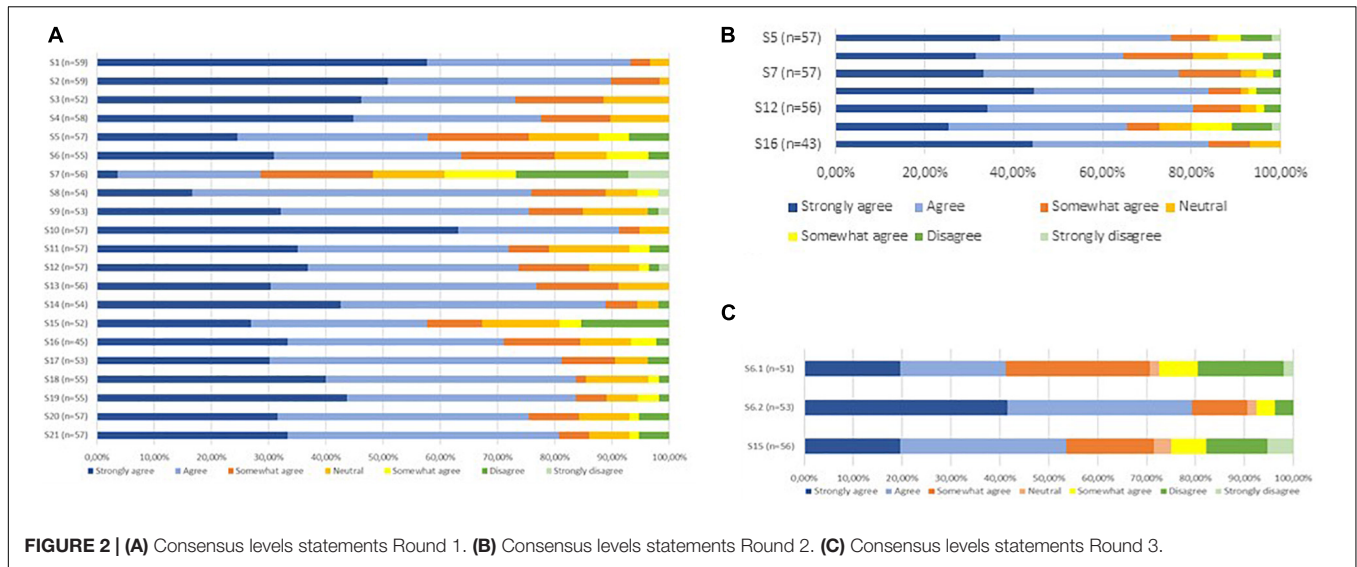 A
S1 (n=59)
S2 (n=59)
S3 (n=52)
S4 (n=58)
S5 (n=57)
S6 (n=55)
S7 (n=56)
S8 (n=54)
S9 (n=53)
S10 (n=57)
S11 (n=57)
S12 (n=57)
S13 (n=56)
S14 (n=54)
S15 (n=52)
S16 (n=45)
S17 (n=53)
S18 (n=55)
S19 (n=55)
S20 (n=57)
S21 (n=57)
0,00% 10,00% 20,00% 30,00% 40,00% 50,00% 60,00% 70,00% 80,00% 90,00% 100,00%
Strongly agree Agree Somewhat agree Neutral Somewhat agree Disagree Strongly disagree
B
S5 (n=57)
S7 (n=57)
S12 (n=56)
S16 (n=43)
0,00% 20,00% 40,00% 60,00% 80,00% 100,00%
Strongly agree Agree Somewhat agree Neutral
Somewhat agree Disagree Strongly disagree
C
S6.1 (n=51)
S6.2 (n=53)
S15 (n=56)
0,00% 10,00% 20,00% 30,00% 40,00% 50,00% 60,00% 70,00% 80,00% 90,00% 100,00%
Strongly agree Agree Somewhat agree Neutral Somewhat agree Disagree Strongly disagree
FIGURE 2 | (A) Consensus levels statements Round 1. (B) Consensus levels statements Round 2. (C) Consensus levels statements Round 3.